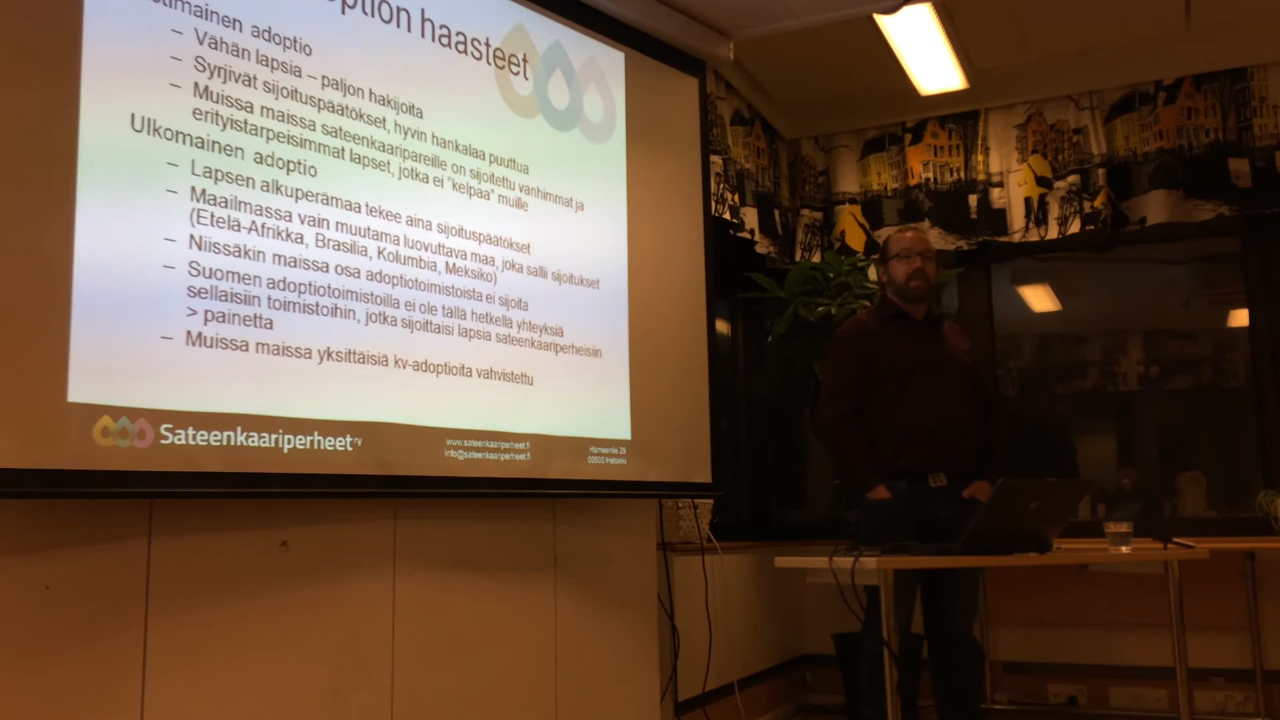 haasteet
adoptio
– Vähän lapsia – paljon hakijoita
– Syrjivät sijoituspäätökset, hyvin hankalaa puuttua
– Muissa maissa sateenkaaripareille on sijoitettu vanhimmat ja
erityistarpeisimmat lapset, jotka ei "kelpaa" muille
Ulkomainen adoptio
– Lapsen alkuperämaa tekee aina sijoituspäätökset
– Maailmassa vain muutama luovuttava maa, joka sallii sijoitukset
(Etelä-Afrikka, Brasilia, Kolumbia, Meksiko)
– Niissäkin maissa osa adoptiotoimistoista ei sijoita
– Suomen adoptiotoimistoilla ei ole tällä hetkellä yhteyksiä
sellaisiin toimistoihin, jotka sijoittaisi lapsia sateenkaariperheisiin
> painetta
– Muissa maissa yksittäisiä kv-adoptioita vahvistettu
Sateenkaariperheet ry
www.sateenkaariperheet.fi
info@sateenkaariperheet.fi
Hämeentie 29
00500 Helsinki